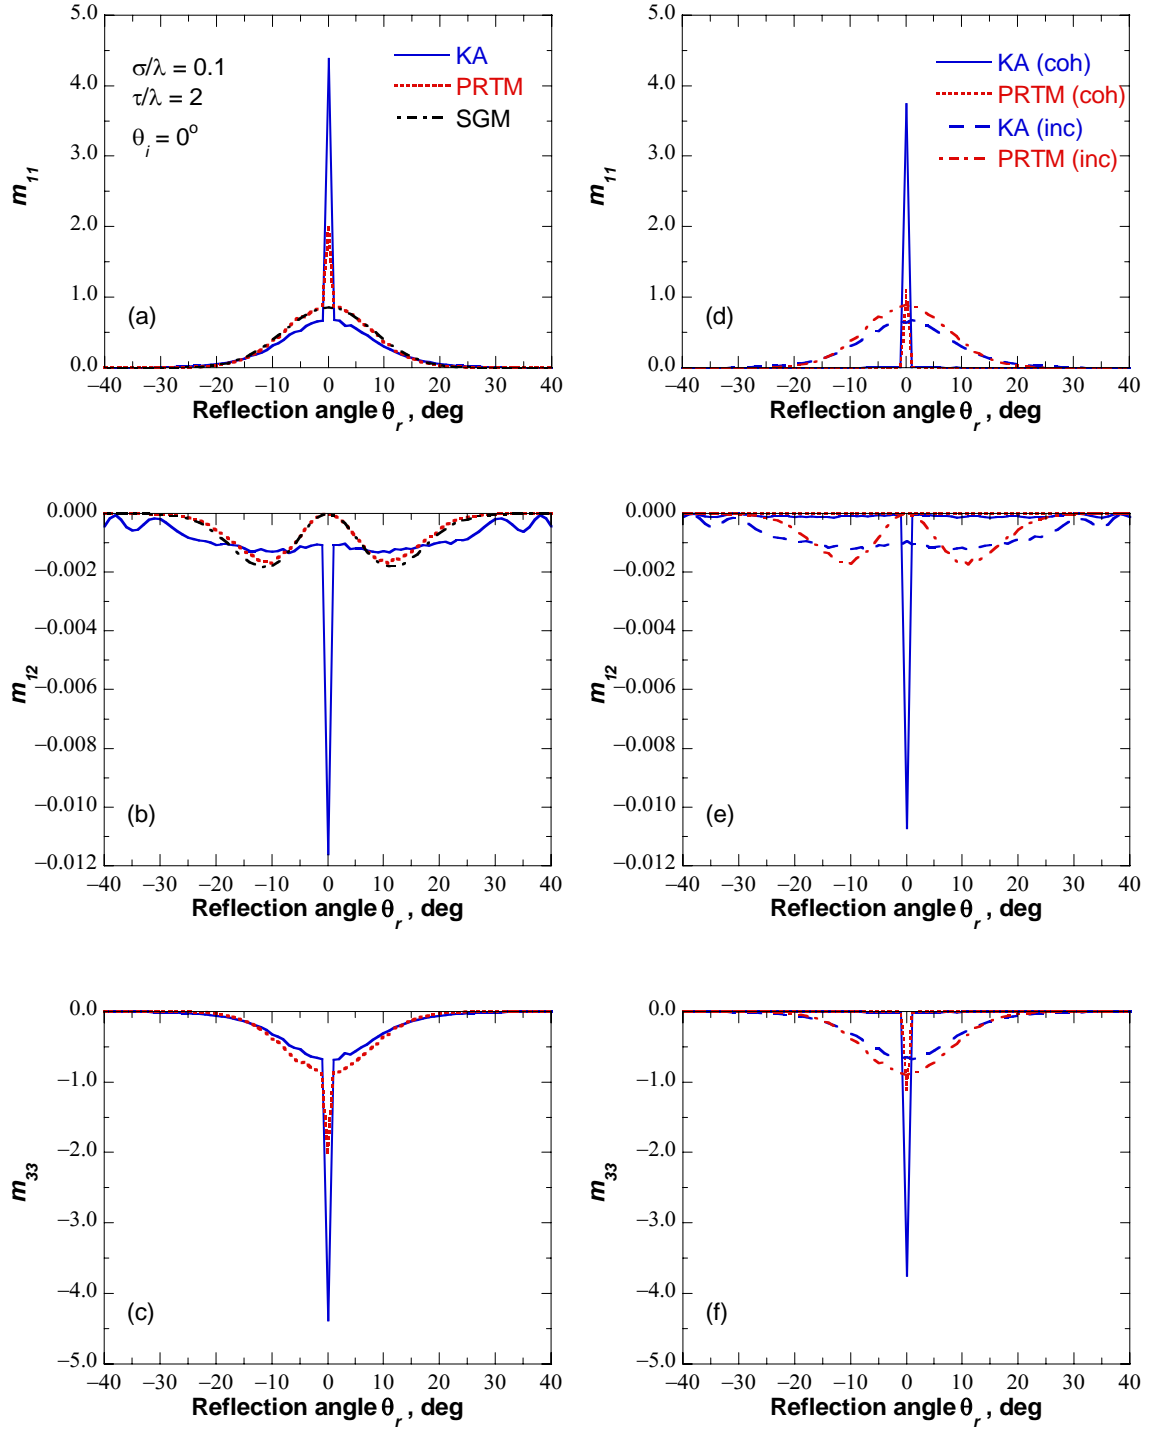 5.0
4.0
3.0
2.0
1.0
0.0
m11
σ/λ = 0.1
τ/λ = 2
θi = 0o
KA
PRTM
SGM
(a)
−40 −30 −20 −10 0 10 20 30 40
Reflection angle θr , deg
5.0
4.0
3.0
2.0
1.0
0.0
m11
KA (coh)
PRTM (coh)
KA (inc)
PRTM (inc)
(d)
−40 −30 −20 −10 0 10 20 30 40
Reflection angle θr , deg
0.000
−0.002
−0.004
−0.006
−0.008
−0.010
−0.012
m12
(b)
−40 −30 −20 −10 0 10 20 30 40
Reflection angle θr , deg
0.000
−0.002
−0.004
−0.006
−0.008
−0.010
−0.012
m12
(e)
−40 −30 −20 −10 0 10 20 30 40
Reflection angle θr , deg
0.0
−1.0
−2.0
−3.0
−4.0
−5.0
m33
(c)
−40 −30 −20 −10 0 10 20 30 40
Reflection angle θr , deg
0.0
−1.0
−2.0
−3.0
−4.0
−5.0
m33
(f)
−40 −30 −20 −10 0 10 20 30 40
Reflection angle θr , deg